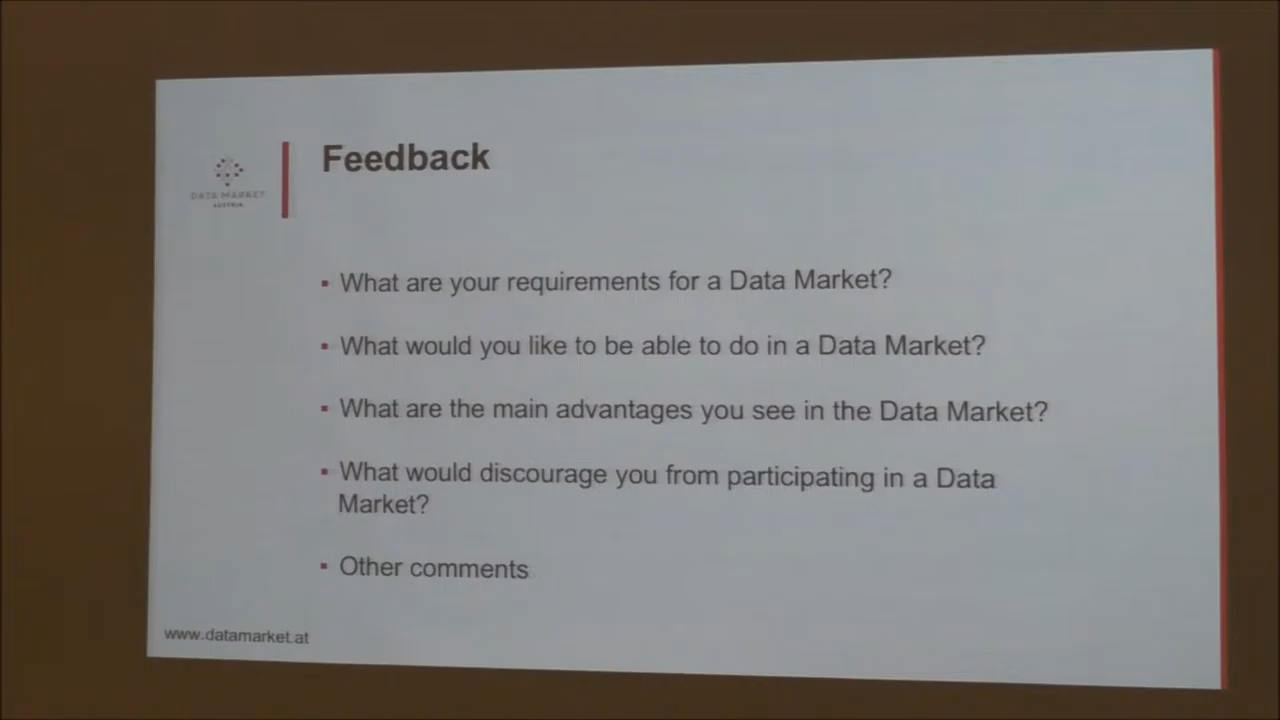 Feedback
DATA MARKET
AUSTRIA
▪ What are your requirements for a Data Market?
▪ What would you like to be able to do in a Data Market?
▪ What are the main advantages you see in the Data Market?
▪ What would discourage you from participating in a Data
Market?
▪ Other comments
www.datamarket.at